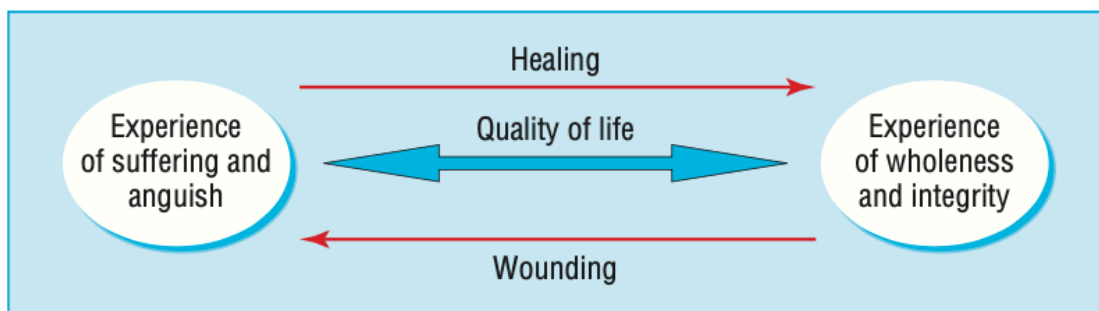 Healing
Experience
of suffering and
anguish
Quality of life
Experience
of wholeness
and integrity
Wounding